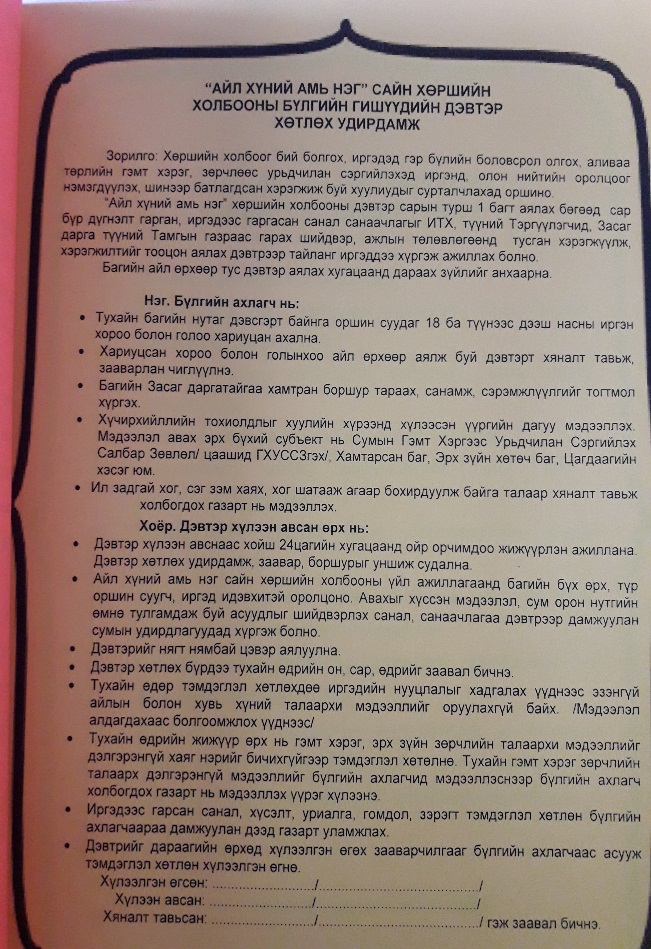 “АЙЛ ХҮНИЙ АМЬ НЭГ” САЙН ХӨРШИЙН
ХОЛБООНЫ БҮЛГИЙН ГИШҮҮДИЙН ДЭВТЭР
ХӨТЛӨХ УДИРДАМЖ
Зорилго: Хөршийн холбоог бий болгох, иргэдэд гэр бүлийн боловсрол олгох, аливаа
төрлийн гэмт хэрэг, зөрчлөөс урьдчилан сэргийлэхэд иргэнд, олон нийтийн оролцоог
нэмэгдүүлэх, шинээр батлагдсан хэрэгжиж буй хуулиудыг сурталчлахад оршино.
“Айл хүний амь нэг” хөршийн холбооны дэвтэр сарын турш 1 багт аялах бөгөөд сар
бүр дүгнэлт гарган, иргэдээс гаргасан санал санаачлагыг ИТХ, түүний Тэргүүлэгчид, Засаг
дарга түүний Тамгын газраас гарах шийдвэр, ажлын төлөвлөгөөнд тусган хэрэгжүүлж,
хэрэгжилтийг тооцон аялах дэвтрээр тайланг иргэддээ хүргэж ажиллах болно.
Багийн айл өрхөөр тус дэвтэр аялах хугацаанд дараах зүйлийг анхаарна.
Нэг. Бүлгийн ахлагч нь:
• Тухайн багийн нутаг дэвсгэрт байнга оршин суудаг 18 ба түүнээс дээш насны иргэн
хороо болон голоо хариуцан ахална.
• Хариуцсан хороо болон голынхоо айл өрхөөр аялж буй дэвтэрт хяналт тавьж,
зааварлан чиглүүлнэ.
• Багийн Засаг даргатайгаа хамтран боршур тараах, санамж, сэрэмжлүүлгийг тогтмол
хүргэх.
• Хүчирхийллийн тохиолдлыг хуулийн хүрээнд хүлээсэн үүргийн дагуу мэдээллэх.
Мэдээлэл авах эрх бүхий субъект нь Сумын Гэмт Хэргээс Урьдчилан Сэргийлэх
Салбар Зөвлөл/ цаашид ГХУССЗгэх/, Хамтарсан баг, Эрх зүйн хөтөч баг, Цагдаагийн
хэсэг юм.
• Ил задгай хог, сэг зэм хаях, хог шатааж агаар бохирдуулж байга талаар хяналт тавьж
холбогдох газарт нь мэдээллэх.
Хоёр. Дэвтэр хүлээн авсан өрх нь:
• Дэвтэр хүлээн авснаас хойш 24цагийн хугацаанд ойр орчимдоо жижүүрлэн ажиллана.
Дэвтэр хөтлөх удирдамж, заавар, боршурыг уншиж судална.
• Айл хүний амь нэг сайн хөршийн холбооны үйл ажиллагаанд багийн бүх өрх, түр
оршин суугч, иргэд идэвхитэй оролцоно. Авахыг хүссэн мэдээлэл, сум орон нутгийн
өмнө тулгамдаж буй асуудлыг шийдвэрлэх санал, санаачлагаа дэвтрээр дамжуулан
сумын удирдлагуудад хүргэж болно.
• Дэвтэрийг нягт нямбай цэвэр аялуулна.
• Дэвтэр хөтлөх бүрдээ тухайн өдрийн он, сар, өдрийг заавал бичнэ.
• Тухайн өдөр тэмдэглэл хөтлөхдөө иргэдийн нууцлалыг хадгалах үүднээс эзэнгүй
айлын болон хувь хүний талаархи мэдээллийг оруулахгүй байх. /Мэдээлэл
алдагдахаас болгоомжлох үүднээс/
• Тухайн өдрийн жижүүр өрх нь гэмт хэрэг, эрх зүйн зөрчлийн талаархи мэдээллийг
дэлгэрэнгүй хаяг нэрийг бичихгүйгээр тэмдэглэл хөтөлнө. Тухайн гэмт хэрэг зөрчлийн
талаарх дэлгэрэнгүй мэдээллийг бүлгийн ахлагчид мэдээллэснээр бүлгийн ахлагч
холбогдох газарт нь мэдээллэх үүрэг хүлээнэ.
• Иргэдээс гарсан санал, хүсэлт, уриалга, гомдол, зэрэгт тэмдэглэл хөтлөн бүлгийн
ахлагчаараа дамжуулан дээд газарт уламжлах.
• Дэвтрийг дараагийн өрхөд хүлээлгэн өгөх зааварчилгааг бүлгийн ахлагчаас асууж
тэмдэглэл хөтлөн хүлээлгэн өгнө.
Хүлээлгэн өгсөн: ...................../................................/
Хүлээн авсан: ...................../................................/
Хяналт тавьсан: ...................../................................/ гэж заавал бичнэ.